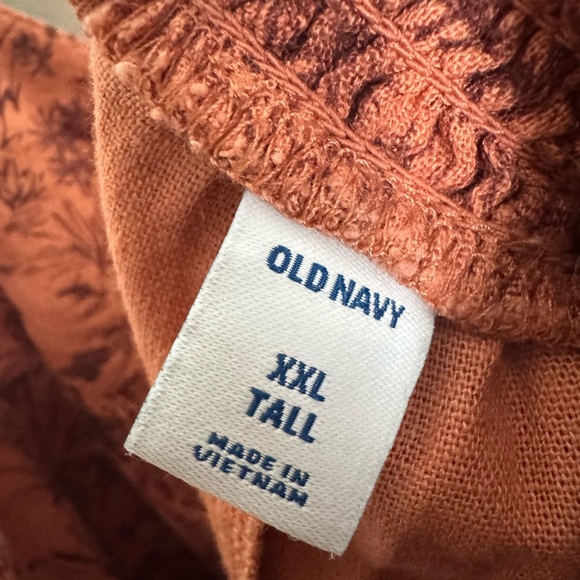 OLD NAVY
XXL
TALL
MADE IN
VIETNAM